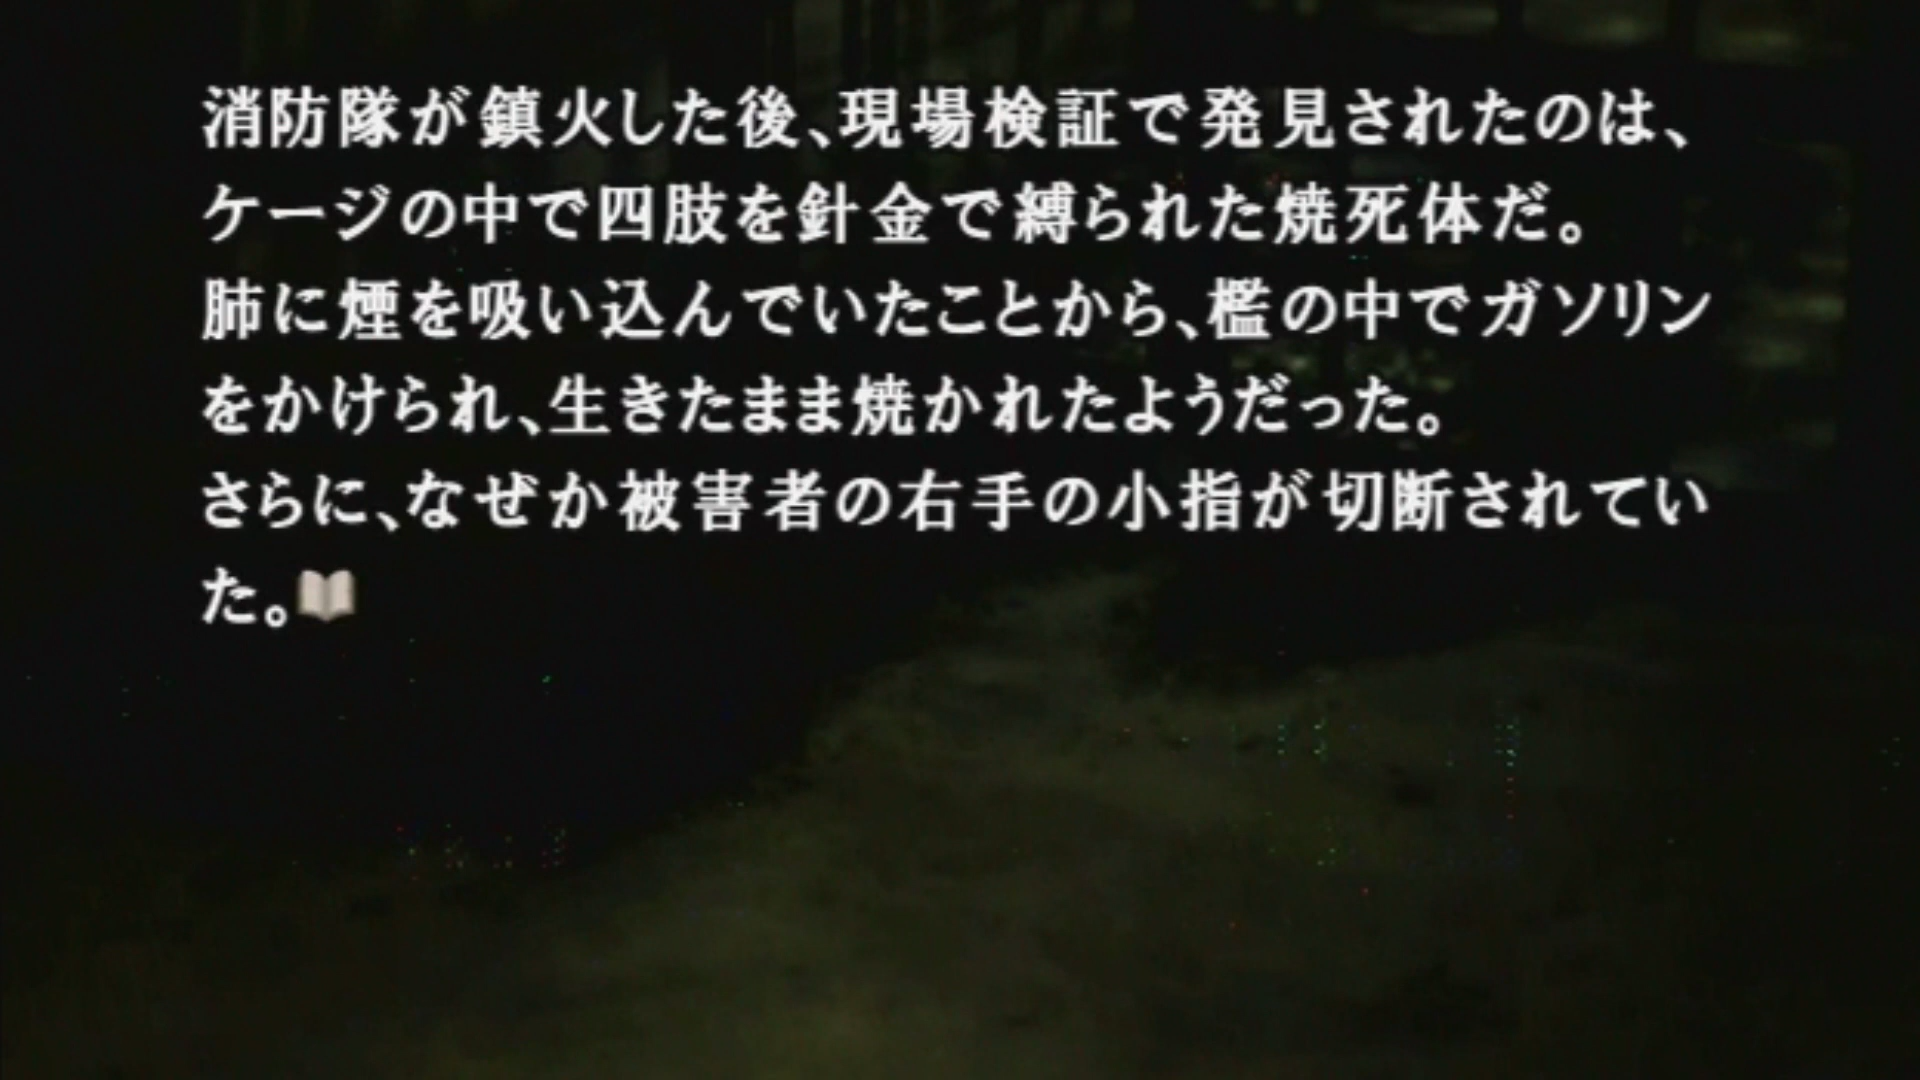 消防隊が鎮火した後、現場検証で発見されたのは、
ケージの中で四肢を針金で縛られた焼死体だ。
肺に煙を吸い込んでいたことから、檻の中でガソリン
をかけられ、生きたまま焼かれたようだった。
さらに、なぜか被害者の右手の小指が切断されてい
た。